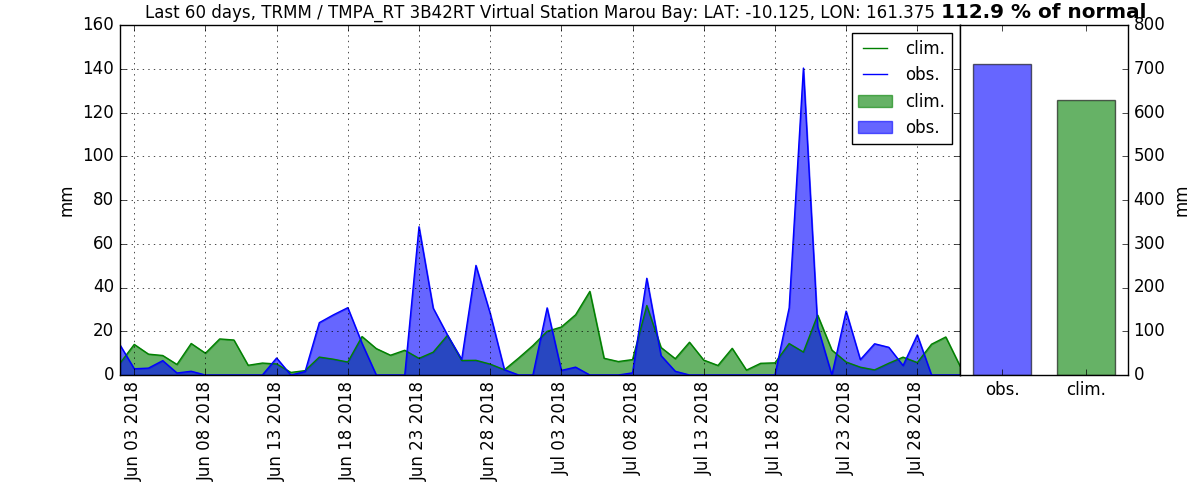 Last 60 days, TRMM / TMPA_RT 3B42RT Virtual Station Marou Bay: LAT: -10.125, LON: 161.375 112.9 % of normal
160
140
120
100
80
60
40
20
0
mm
clim.
obs.
clim.
obs.
Jun 03 2018
Jun 08 2018
Jun 13 2018
Jun 18 2018
Jun 23 2018
Jun 28 2018
Jul 03 2018
Jul 08 2018
Jul 13 2018
Jul 18 2018
Jul 23 2018
Jul 28 2018
800
700
600
500
400
300
200
100
0
mm
obs.
clim.